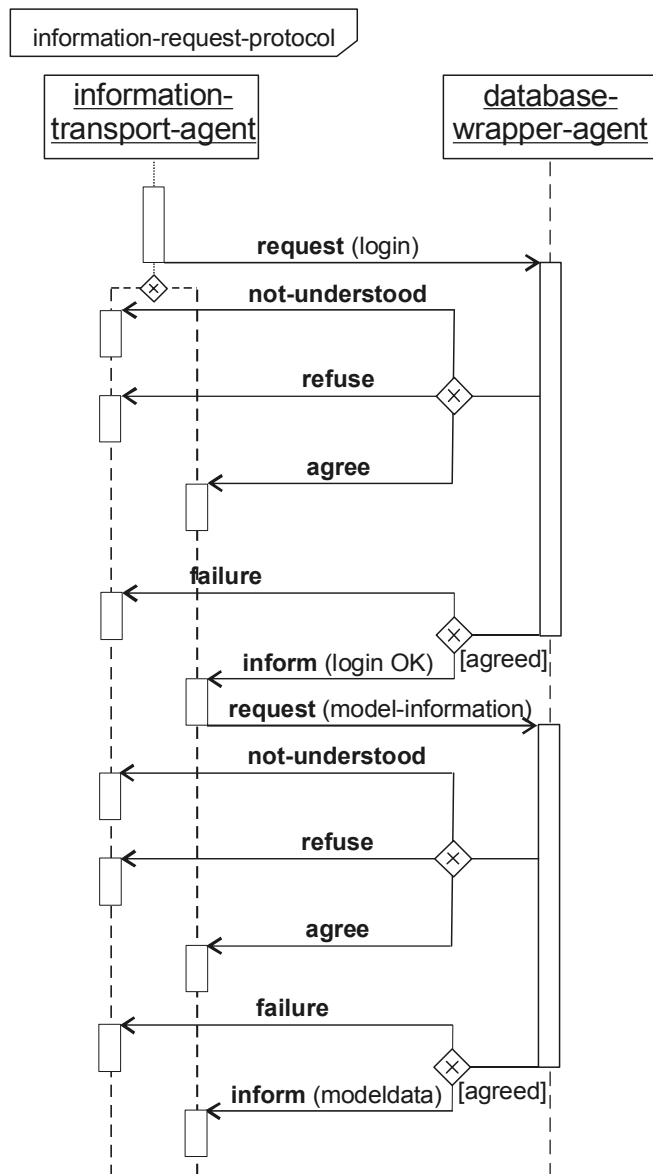 information-request-protocol
information-
transport-agent
database-
wrapper-agent
request (login)
not-understood
refuse
agree
failure
[agreed]
inform (login OK)
request (model-information)
not-understood
refuse
agree
failure
[agreed]
inform (modeldata)